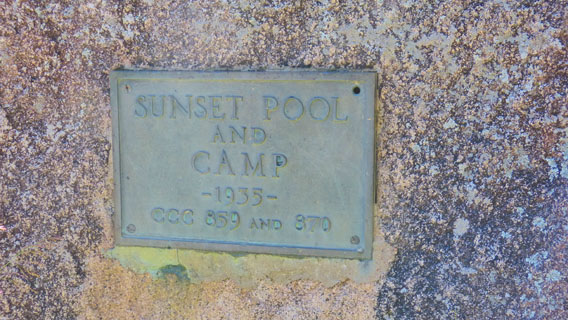 SUNSET POOL
AND
CAMP
-1935-
CCC 859 AND 870